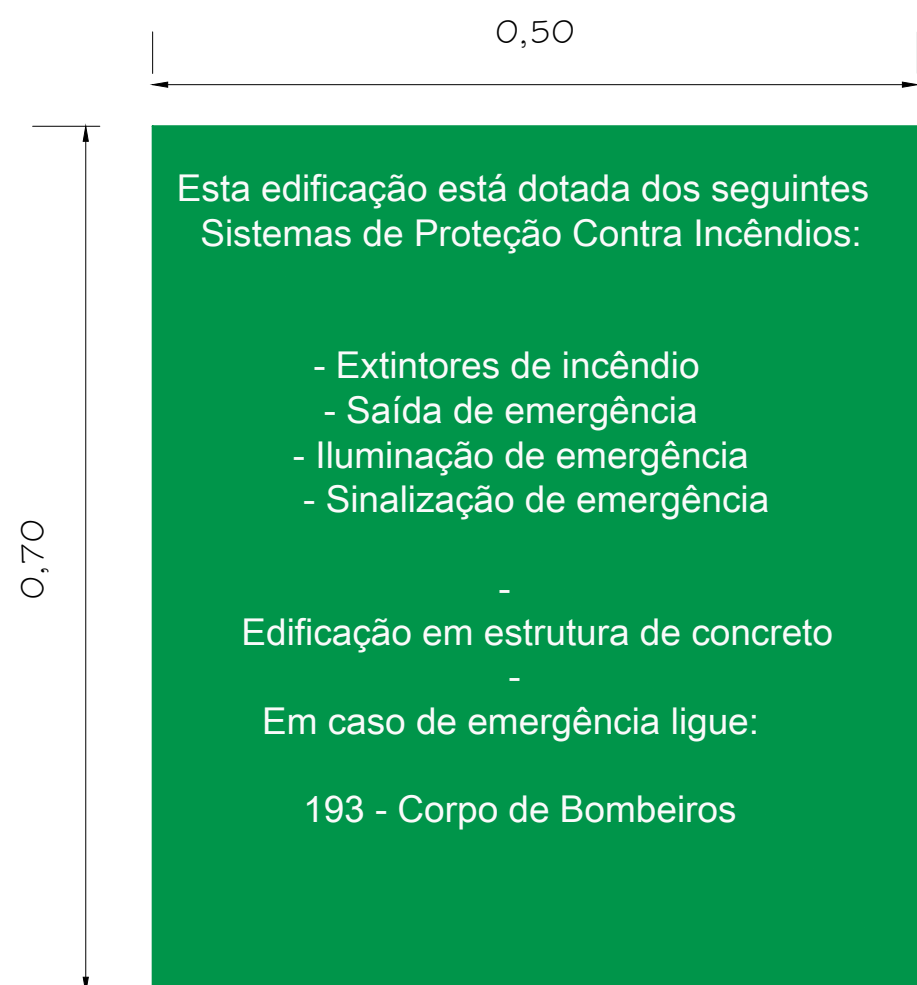 0,50
Esta edificação está dotada dos seguintes
Sistemas de Proteção Contra Incêndios:
- Extintores de incêndio
- Saída de emergência
- Iluminação de emergência
- Sinalização de emergência
0,70
-
Edificação em estrutura de concreto
-
Em caso de emergência ligue:
193 - Corpo de Bombeiros